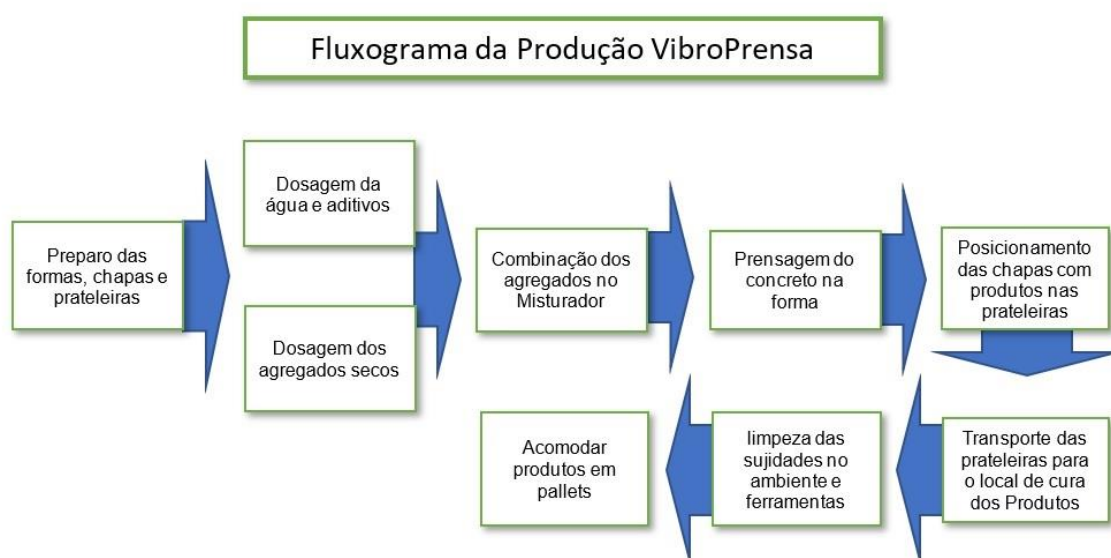 Fluxograma da Produção VibroPrensa
Preparo das
formas, chapas e
prateleiras
Dosagem da
água e aditivos
Dosagem dos
agregados secos
Combinação dos
agregados no
Misturador
Prensagem do
concreto na
forma
Posicionamento
das chapas com
produtos nas
prateleiras
Transporte das
prateleiras para
o local de cura
dos Produtos
limpeza das
sujidades no
ambiente e
ferramentas
Acomodar
produtos em
pallets